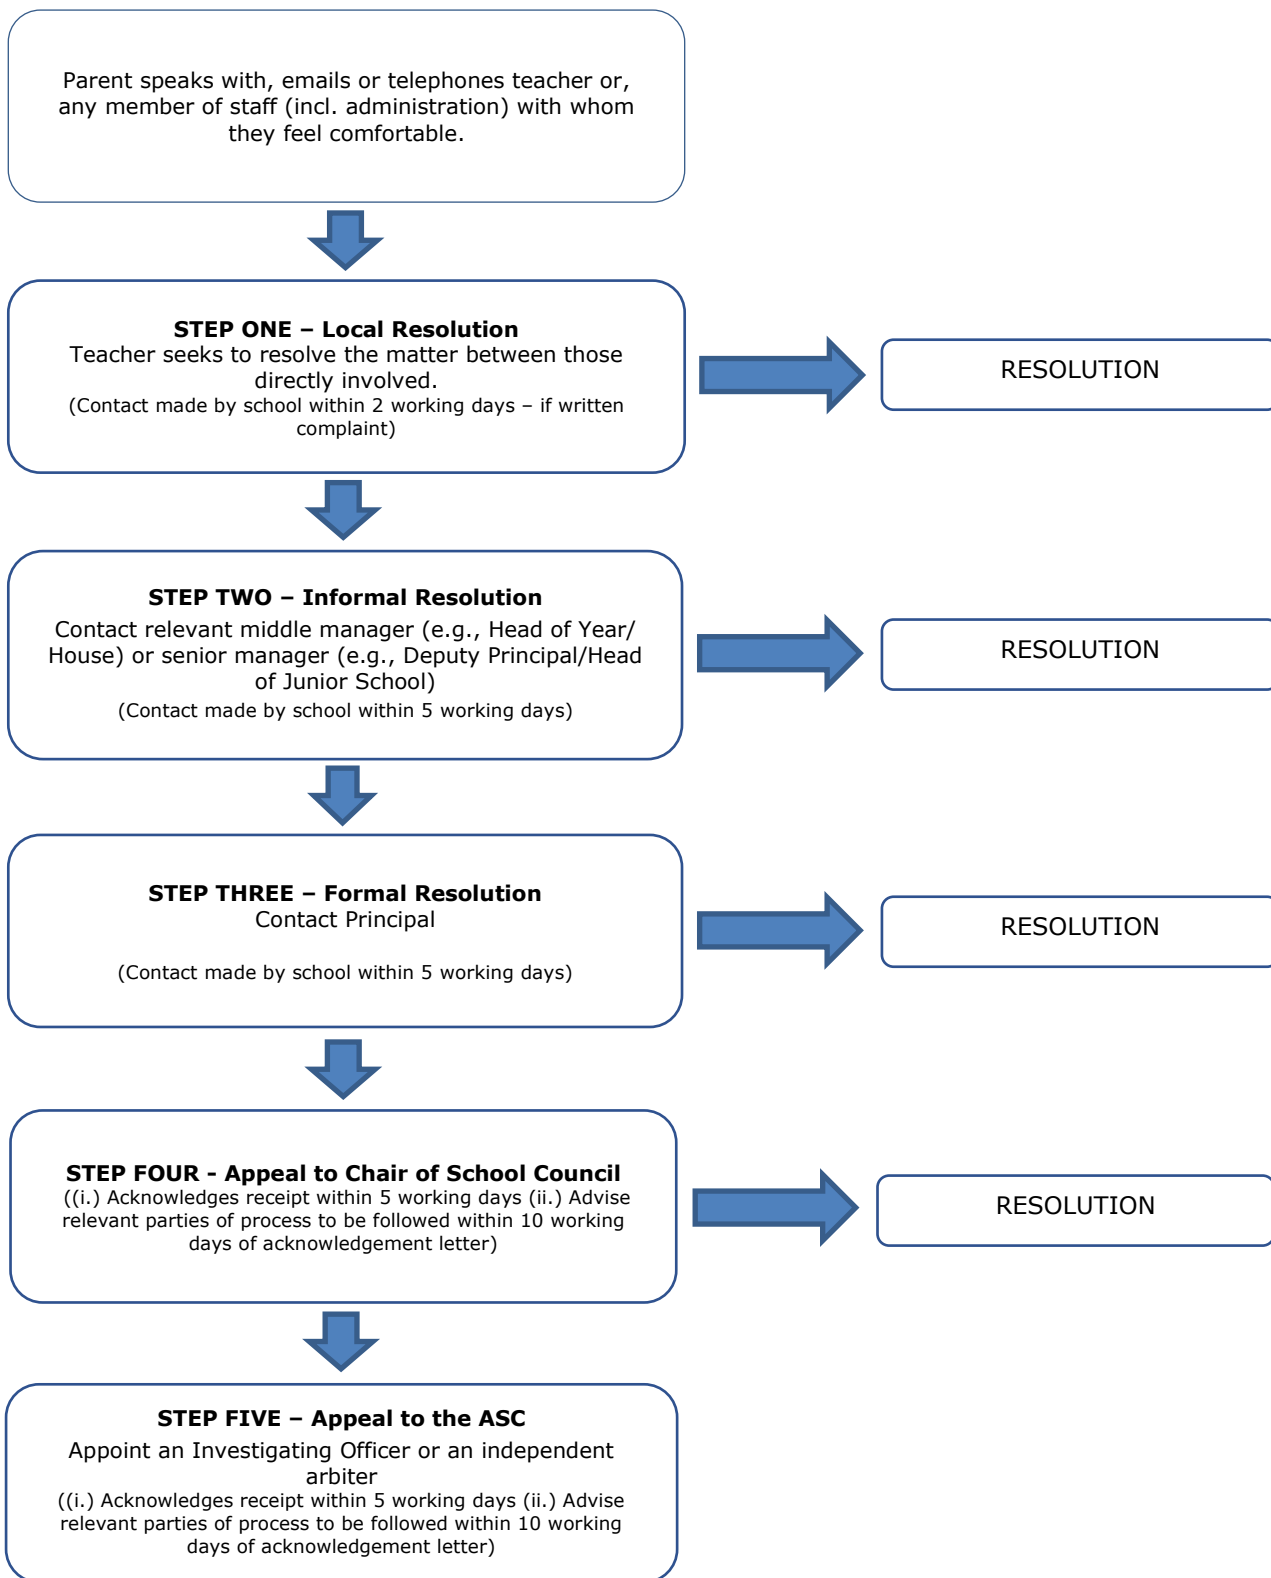 Parent speaks with, emails or telephones teacher or,
any member of staff (incl. administration) with whom
they feel comfortable.
STEP ONE – Local Resolution
Teacher seeks to resolve the matter between those
directly involved.
(Contact made by school within 2 working days – if written
complaint)
RESOLUTION
STEP TWO – Informal Resolution
Contact relevant middle manager (e.g., Head of Year/
House) or senior manager (e.g., Deputy Principal/Head
of Junior School)
(Contact made by school within 5 working days)
RESOLUTION
STEP THREE – Formal Resolution
Contact Principal
(Contact made by school within 5 working days)
RESOLUTION
STEP FOUR - Appeal to Chair of School Council
((i.) Acknowledges receipt within 5 working days (ii.) Advise
relevant parties of process to be followed within 10 working
days of acknowledgement letter)
RESOLUTION
STEP FIVE – Appeal to the ASC
Appoint an Investigating Officer or an independent
arbiter
((i.) Acknowledges receipt within 5 working days (ii.) Advise
relevant parties of process to be followed within 10 working
days of acknowledgement letter)